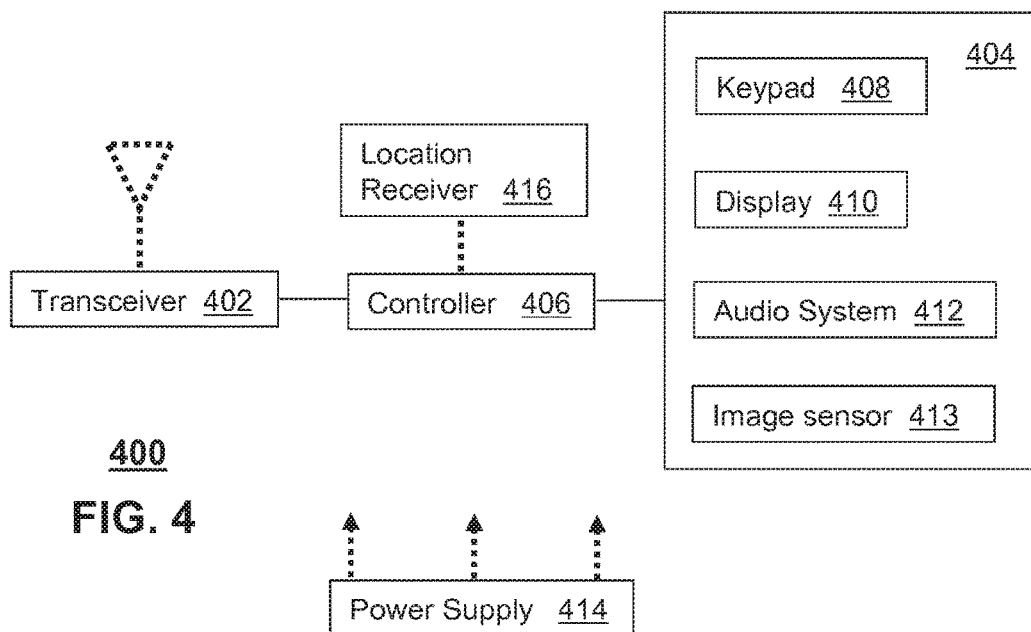 404
Keypad 408
Location
Receiver 416
Display 410
Transceiver 402
Controller 406
Audio System 412
Image sensor 413
400
FIG. 4
Power Supply 414